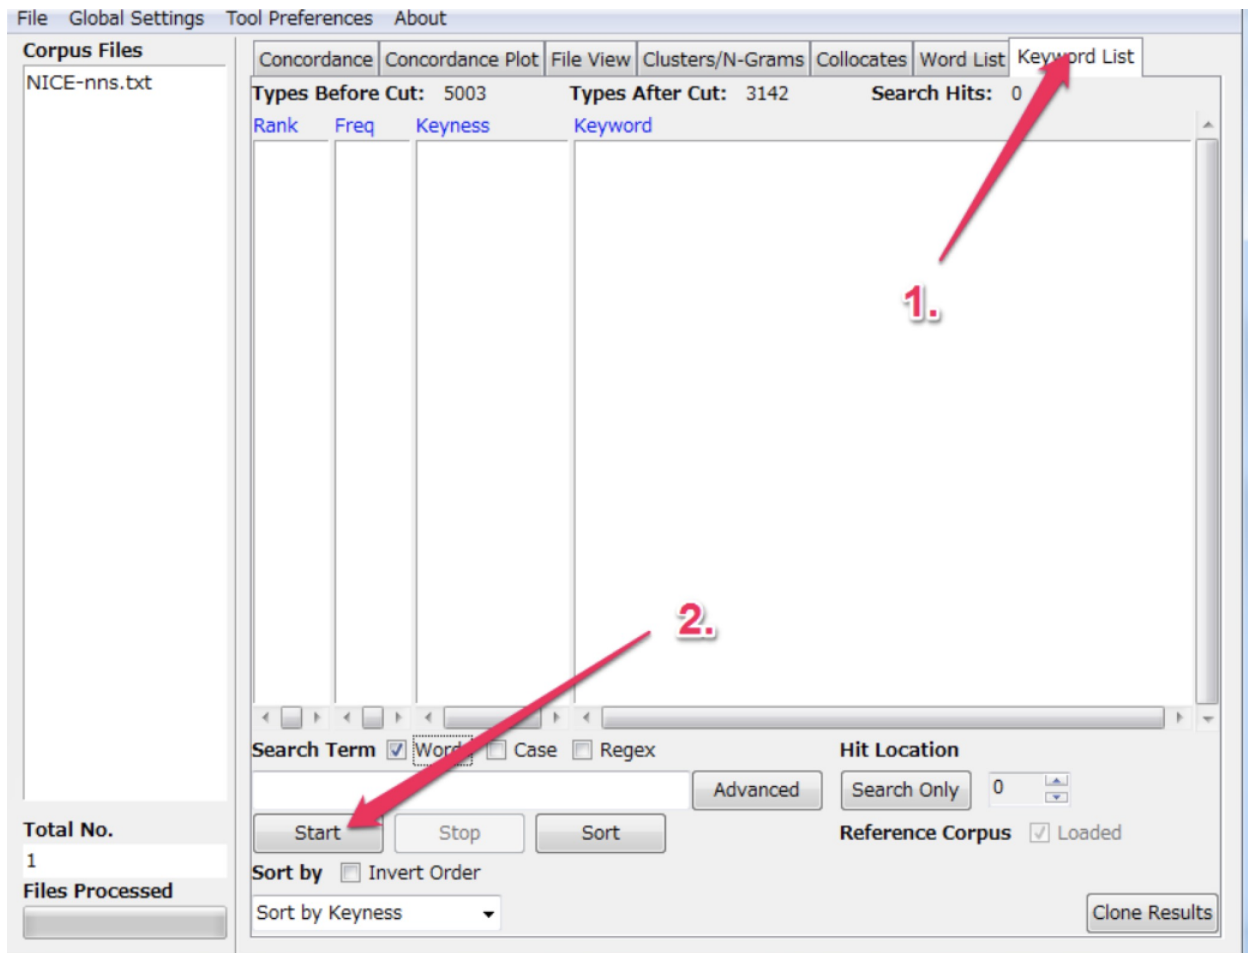 File Global Settings Tool Preferences About
Corpus Files
NICE-nns.txt
Total No.
1
Files Processed
Concordance Concordance Plot File View Clusters/N-Grams Collocates Word List Keyword List
Types Before Cut: 5003 Types After Cut: 3142 Search Hits: 0
Rank Freq Keyness Keyword
1.
2.
Search Term Words Case Regex Hit Location
Advanced Search Only 0
Start Stop Sort Reference Corpus Loaded
Sort by Invert Order
Sort by Keyness Clone Results